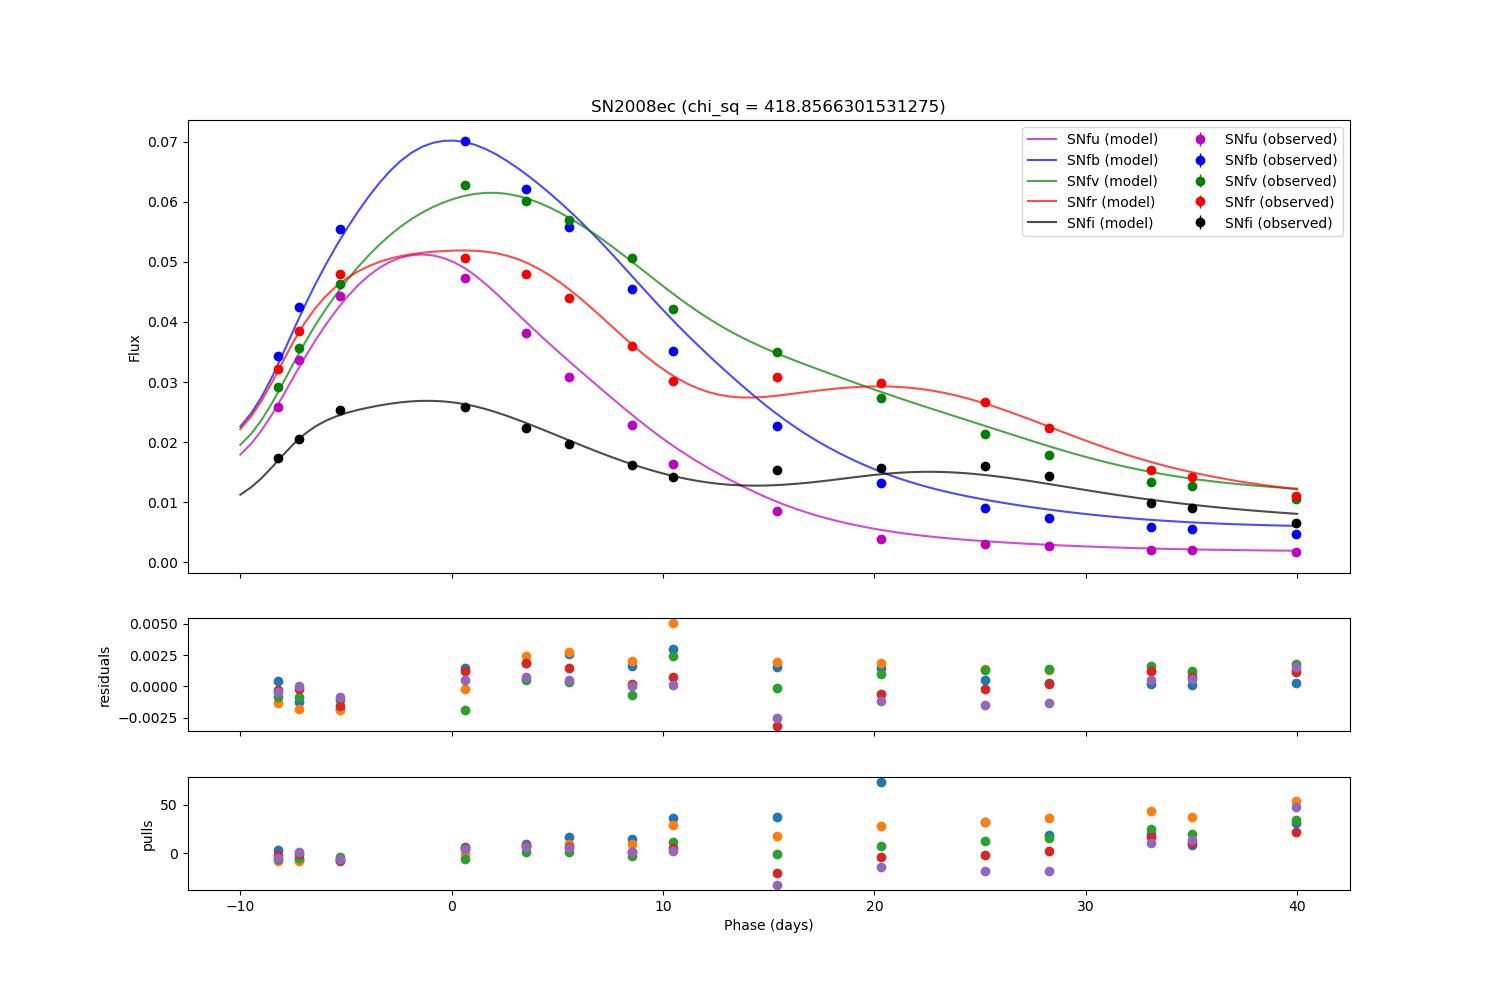 SN2008ec (chi_sq = 418.8566301531275)
SNfu (model) SNfu (observed)
SNfb (model) SNfb (observed)
SNfv (model) SNfv (observed)
SNfr (model) SNfr (observed)
SNfi (model) SNfi (observed)
Flux
0.07
0.06
0.05
0.04
0.03
0.02
0.01
0.00
residuals
0.0050
0.0025
0.0000
−0.0025
pulls
50
0
−10 0 10 20 30 40
Phase (days)